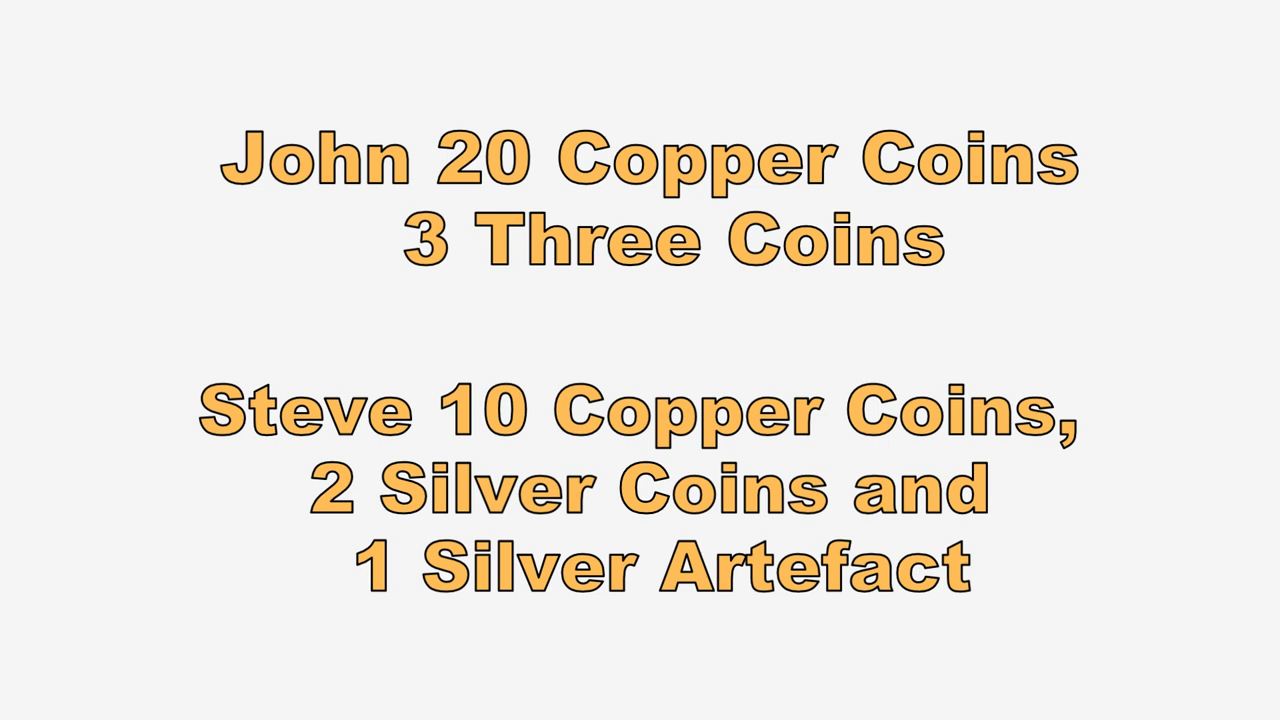 John 20 Copper Coins
3 Three Coins
Steve 10 Copper Coins,
2 Silver Coins and
1 Silver Artefact